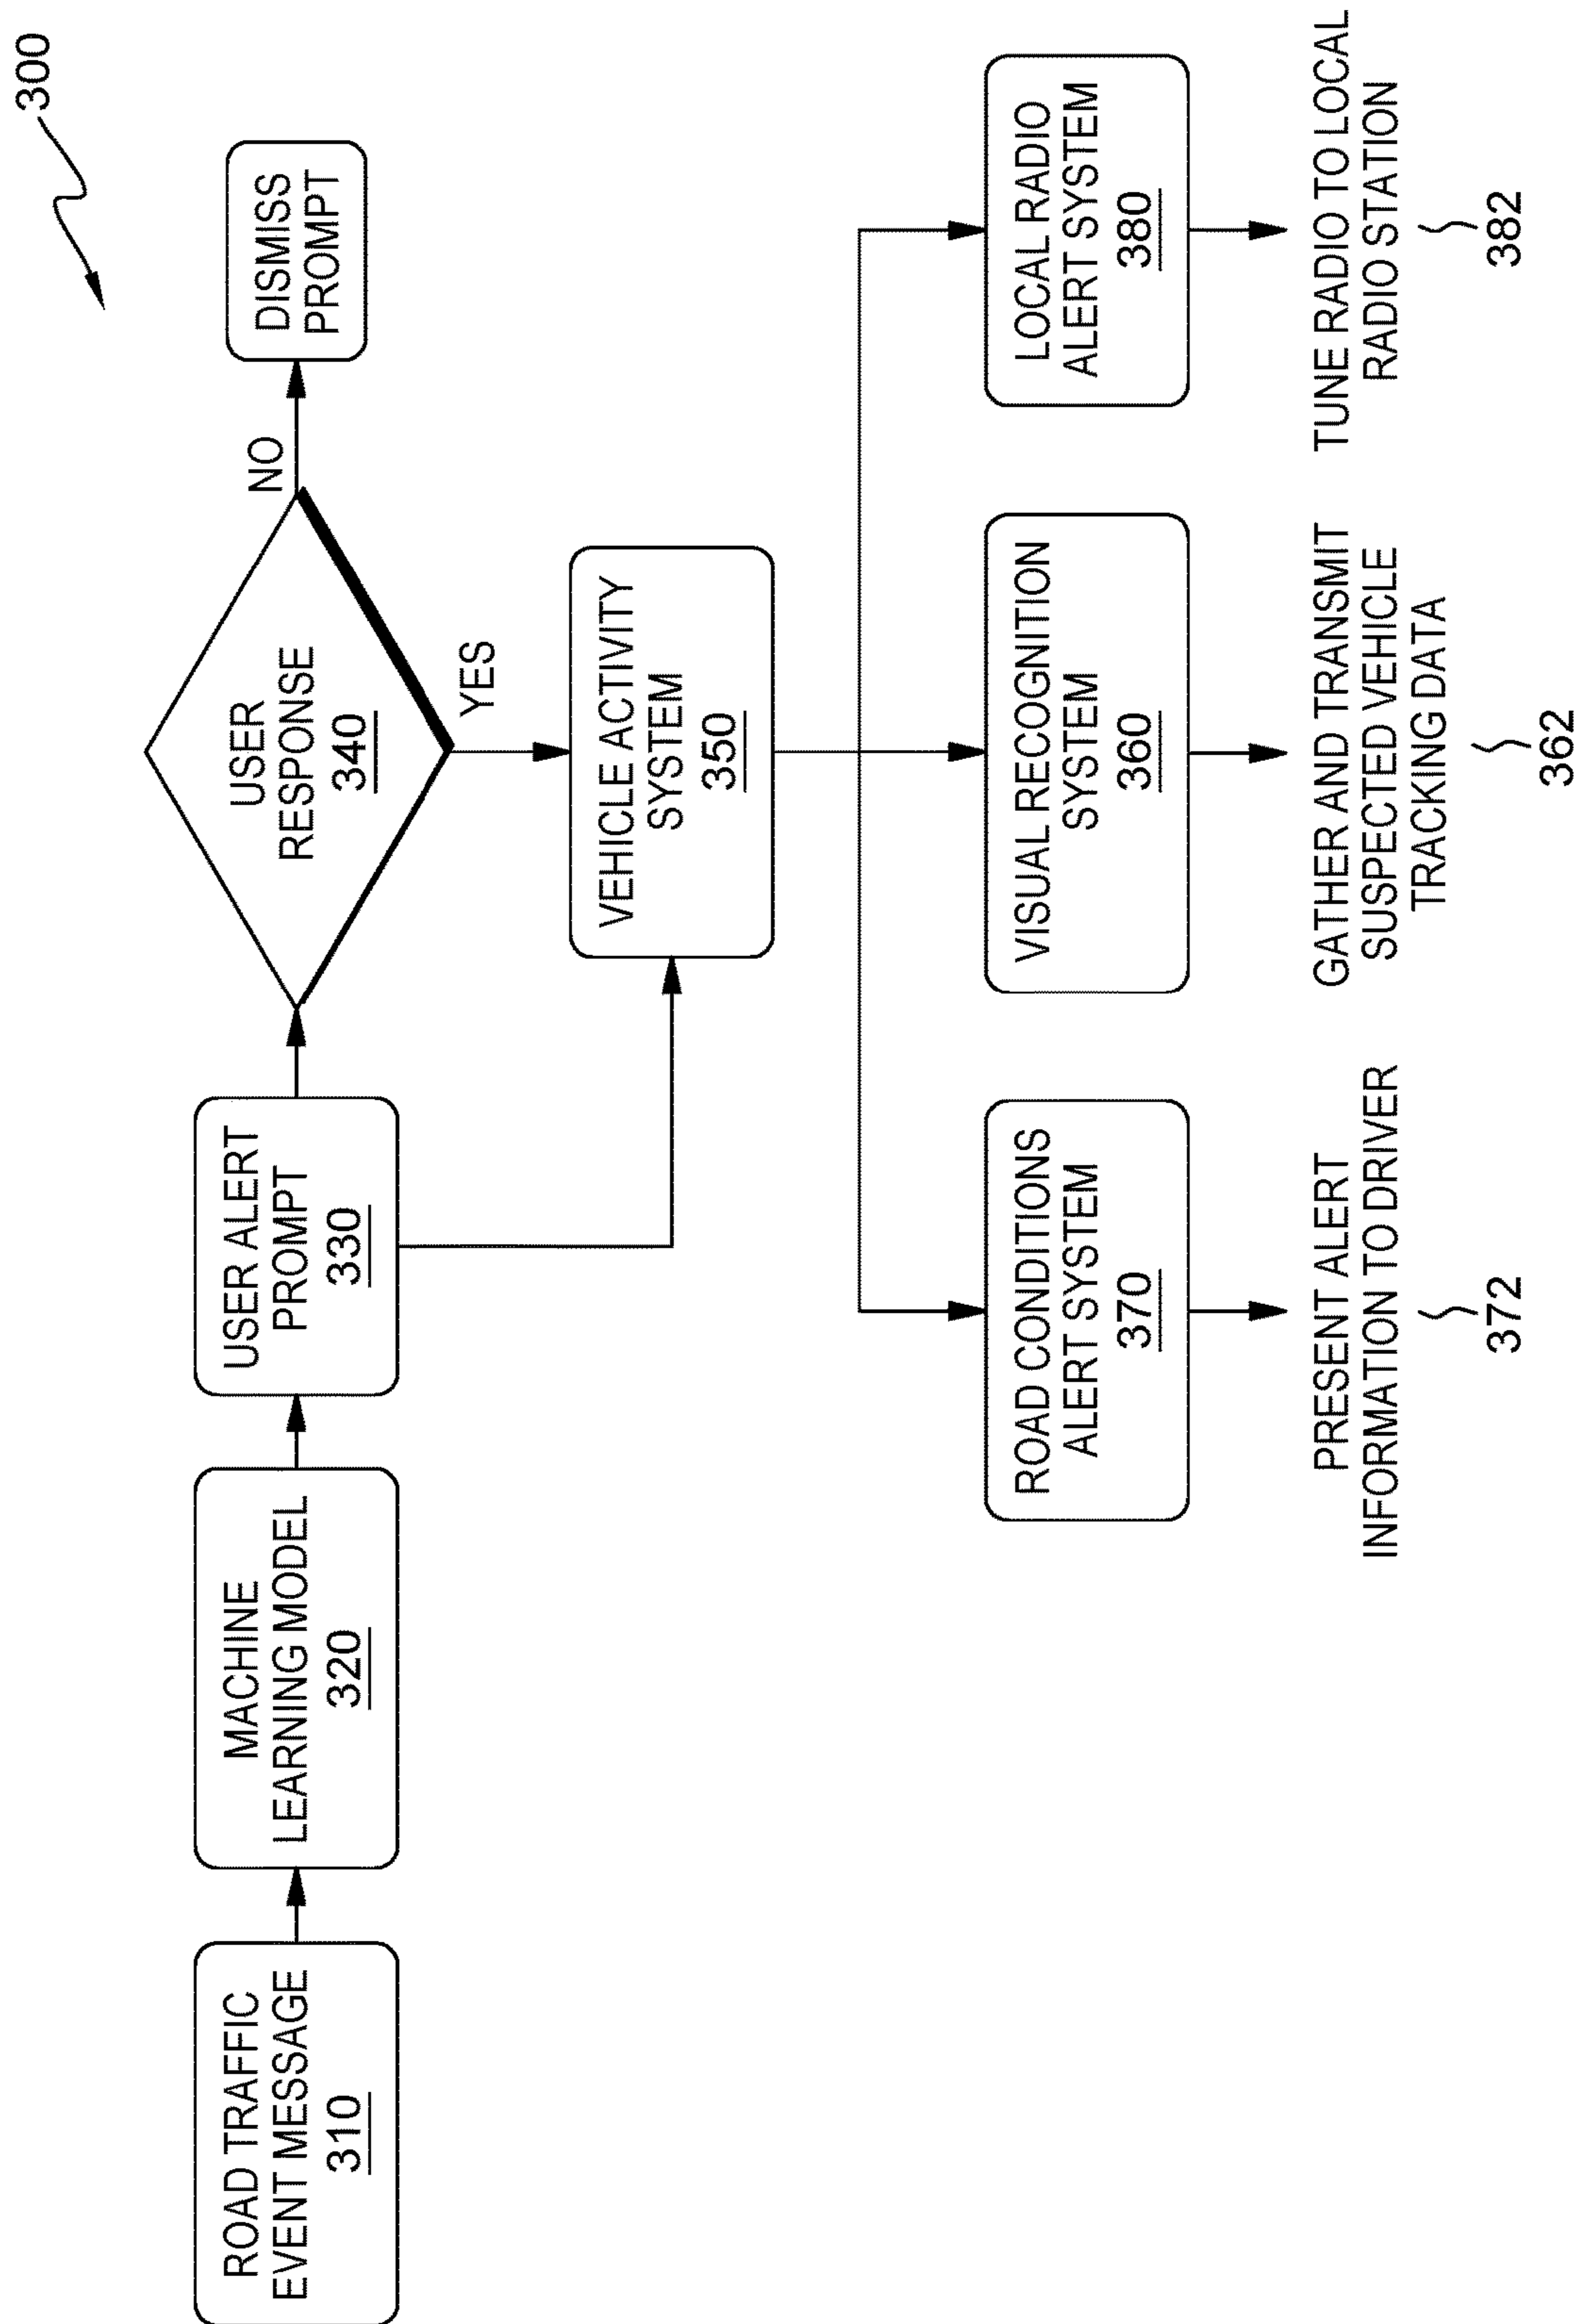 300
ROAD TRAFFIC
EVENT MESSAGE
310
MACHINE
LEARNING MODEL
320
USER ALERT
PROMPT
330
USER
RESPONSE
340
NO
DISMISS
PROMPT
YES
VEHICLE ACTIVITY
SYSTEM
350
ROAD CONDITIONS
ALERT SYSTEM
370
VISUAL RECOGNITION
SYSTEM
360
LOCAL RADIO
ALERT SYSTEM
380
PRESENT ALERT
INFORMATION TO DRIVER
372
GATHER AND TRANSMIT
SUSPECTED VEHICLE
TRACKING DATA
362
TUNE RADIO TO LOCAL
RADIO STATION
382